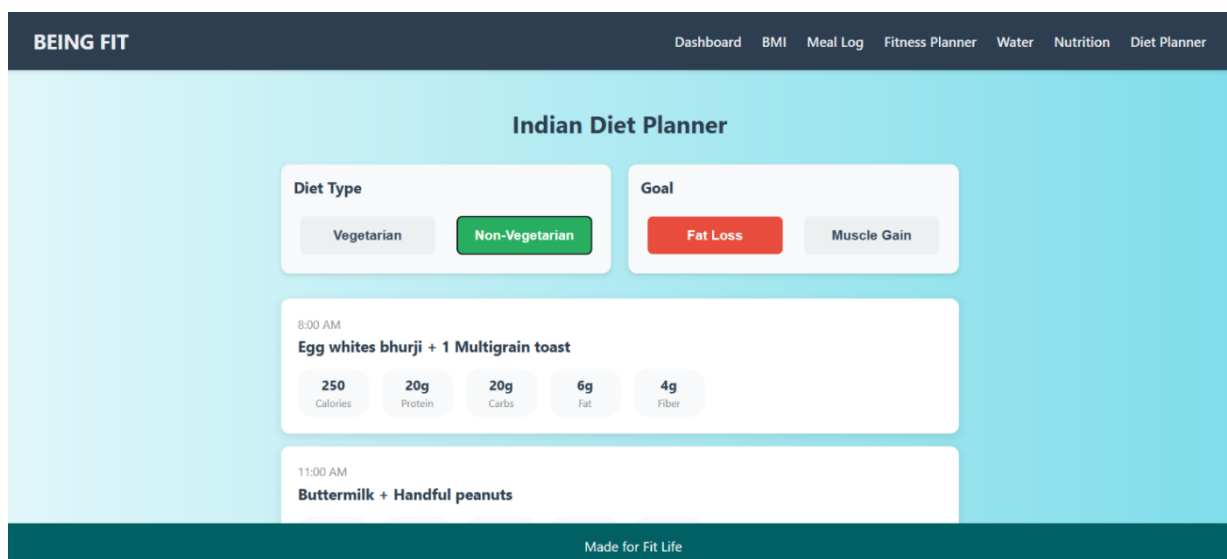 BEING FIT
Dashboard BMI Meal Log Fitness Planner Water Nutrition Diet Planner
Indian Diet Planner
Diet Type
Vegetarian Non-Vegetarian
Goal
Fat Loss Muscle Gain
8:00 AM
Egg whites bhurji + 1 Multigrain toast
250 20g 20g 6g 4g
Calories Protein Carbs Fat Fiber
11:00 AM
Buttermilk + Handful peanuts
Made for Fit Life